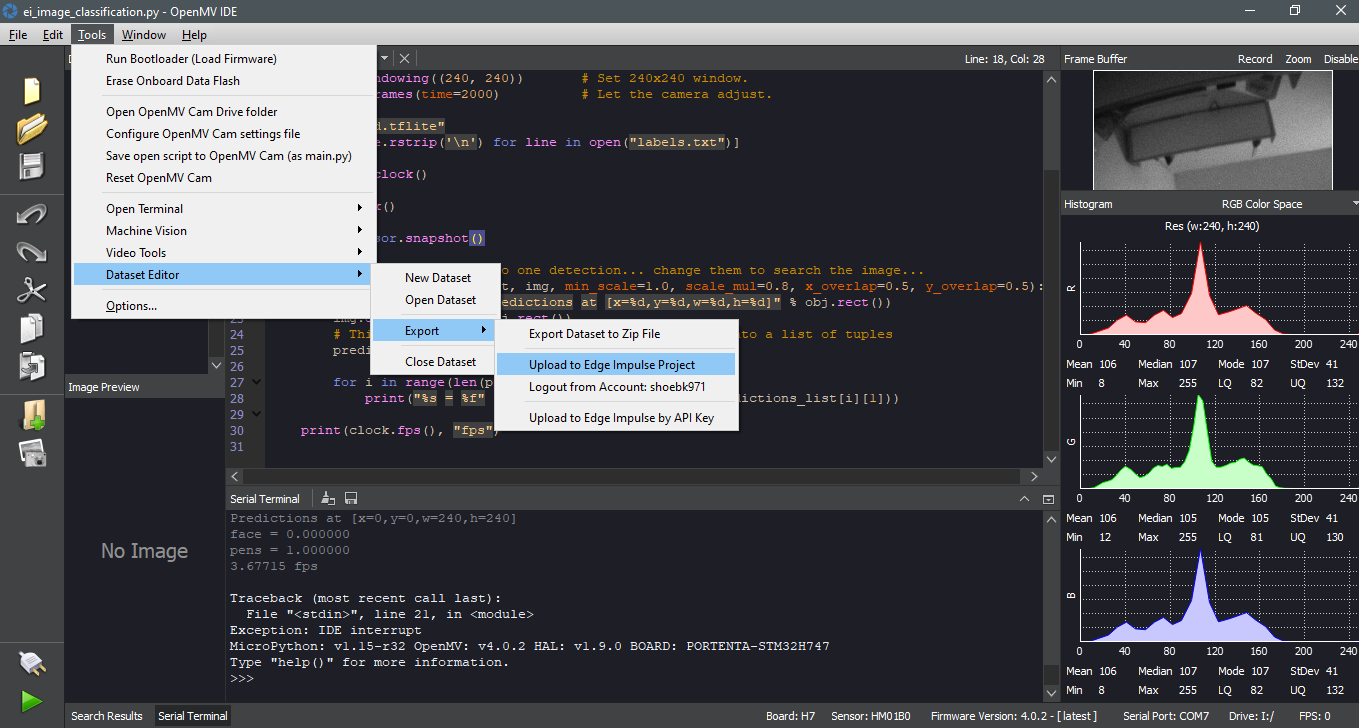 ei_image_classification.py - OpenMV IDE
File Edit Tools Window Help
Run Bootloader (Load Firmware)
Erase Onboard Data Flash
Open OpenMV Cam Drive folder
Configure OpenMV Cam settings file
Save open script to OpenMV Cam (as main.py)
Reset OpenMV Cam
Open Terminal
Machine Vision
Video Tools
Dataset Editor
Options...
New Dataset
Open Dataset
Export
Close Dataset
Export Dataset to Zip File
Upload to Edge Impulse Project
Logout from Account: shoebk971
Upload to Edge Impulse by API Key
Line: 18, Col: 28
ndowing((240, 240)) # Set 240x240 window.
ames(time=2000) # Let the camera adjust.
d.tflite"
e.rstrip('\n') for line in open("labels.txt")]
clock()
k()
sor.snapshot()
o one detection... change them to search the image...
t, img, min_scale=1.0, scale_mul=0.8, x_overlap=0.5, y_overlap=0.5):
edictions at [x=%d,y=%d,w=%d,h=%d]" % obj.rect())
24 # Thi to a list of tuples
25 predi
26
27 for i in range(len(p
28 print("%s = %f" dictions_list[i][1]))
29
30 print(clock.fps(), "fps")
31
Image Preview
No Image
Serial Terminal
Predictions at [x=0,y=0,w=240,h=240]
face = 0.000000
pens = 1.000000
3.67715 fps
Traceback (most recent call last):
File "<stdin>", line 21, in <module>
Exception: IDE interrupt
MicroPython: v1.15-r32 OpenMV: v4.0.2 HAL: v1.9.0 BOARD: PORTENTA-STM32H747
Type "help()" for more information.
>>>
Frame Buffer Record Zoom Disable
Histogram RGB Color Space
Res (w:240, h:240)
R
0 40 80 120 160 200 240
Mean 106 Median 107 Mode 107 StDev 41
Min 8 Max 255 LQ 82 UQ 132
G
0 40 80 120 160 200 240
Mean 106 Median 105 Mode 105 StDev 41
Min 12 Max 255 LQ 81 UQ 130
B
0 40 80 120 160 200 240
Mean 106 Median 107 Mode 107 StDev 41
Min 8 Max 255 LQ 82 UQ 132
Search Results Serial Terminal Board: H7 Sensor: HM01B0 Firmware Version: 4.0.2 - [ latest ] Serial Port: COM7 Drive: I:/ FPS: 0